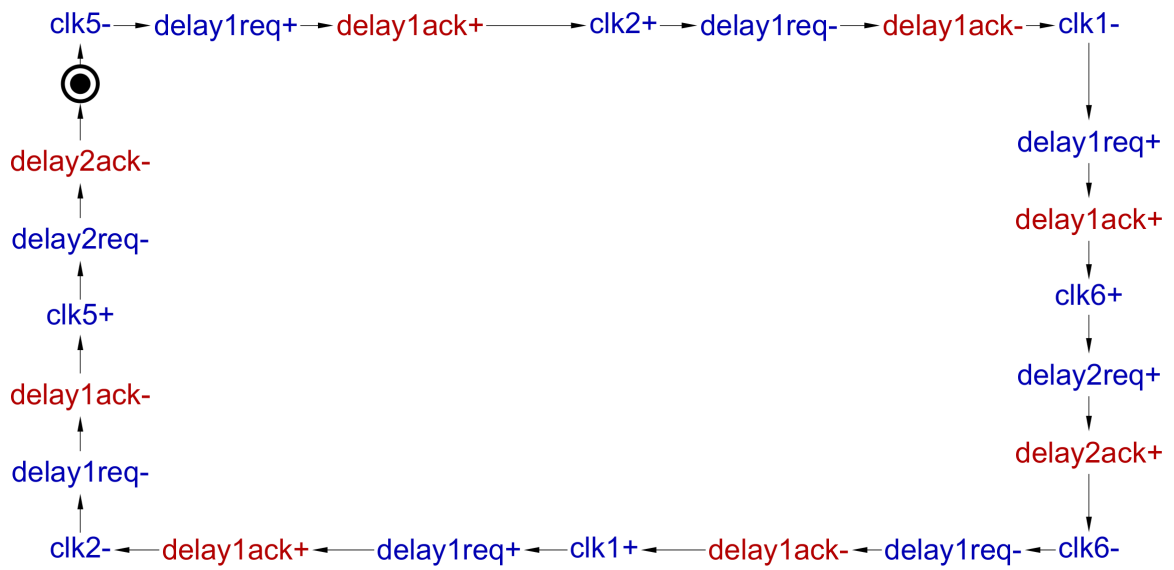 clk5- delay1req+ delay1ack+ clk2+ delay1req- delay1ack- clk1-
delay1req+
delay2ack-
delay1ack+
delay2req-
clk6+
clk5+
delay2req+
delay1ack-
delay2ack+
delay1req-
clk2- delay1ack+ delay1req+ clk1+ delay1ack- delay1req- clk6-